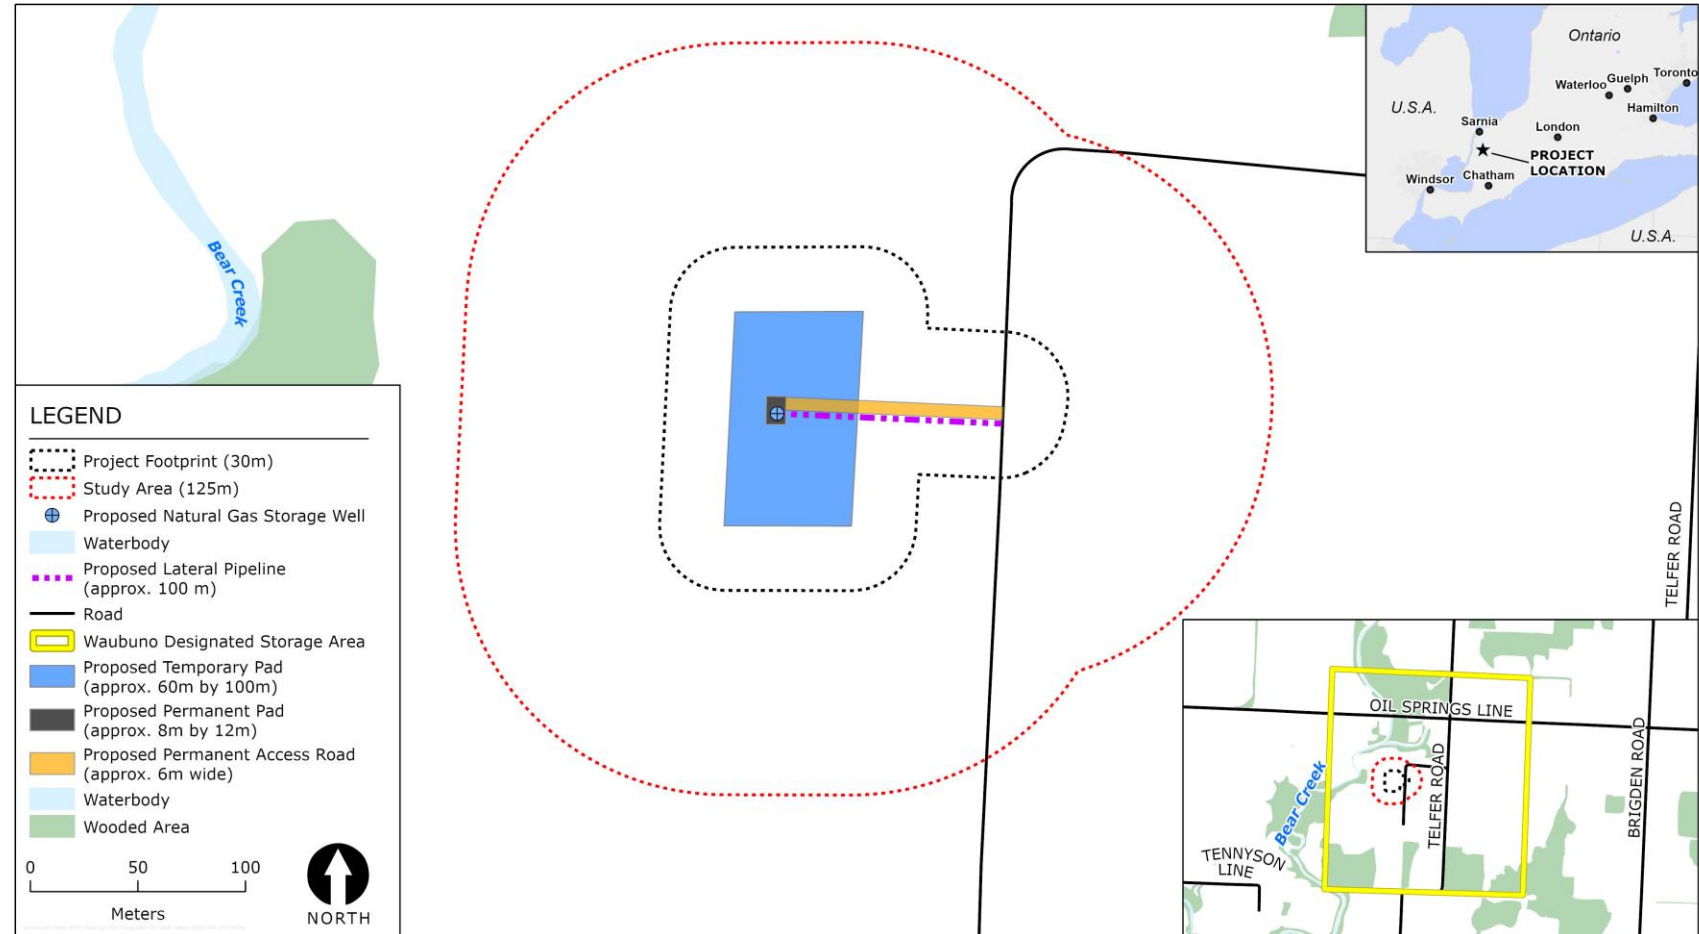 Bear Creek
Ontario
Toronto
Guelph
Waterloo
Hamilton
U.S.A.
Sarnia
London
PROJECT
LOCATION
Windsor
Chatham
U.S.A.
TELFER ROAD
LEGEND
Project Footprint (30m)
Study Area (125m)
Proposed Natural Gas Storage Well
Waterbody
Proposed Lateral Pipeline
(approx. 100 m)
Road
Waubuno Designated Storage Area
Proposed Temporary Pad
(approx. 60m by 100m)
Proposed Permanent Pad
(approx. 8m by 12m)
Proposed Permanent Access Road
(approx. 6m wide)
Waterbody
Wooded Area
0 50 100
Meters
NORTH
OIL SPRINGS LINE
Bear Creek
TELFER ROAD
BRIGDEN ROAD
TENNYSON
LINE